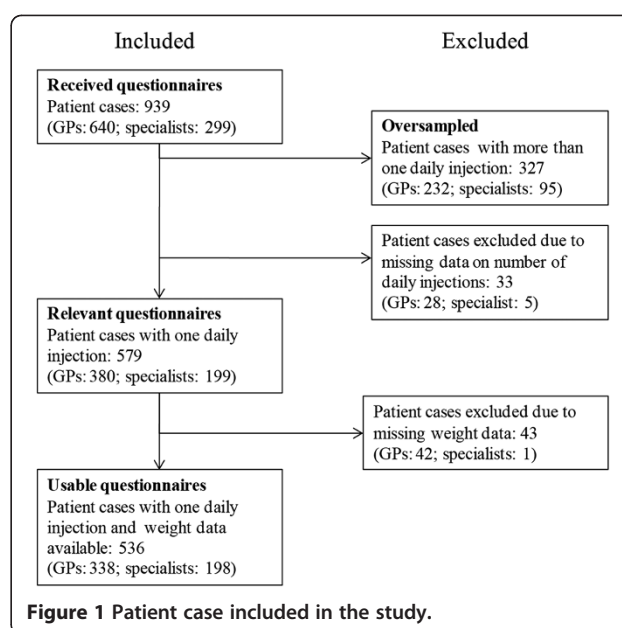 Included
Excluded
Received questionnaires
Patient cases: 939
(GPs: 640; specialists: 299)
Oversampled
Patient cases with more than
one daily injection: 327
(GPs: 232; specialists: 95)
Patient cases excluded due to
missing data on number of
daily injections: 33
(GPs: 28; specialist: 5)
Relevant questionnaires
Patient cases with one daily
injection: 579
(GPs: 380; specialists: 199)
Patient cases excluded due to
missing weight data: 43
(GPs: 42; specialists: 1)
Usable questionnaires
Patient cases with one daily
injection and weight data
available: 536
(GPs: 338; specialists: 198)
Figure 1 Patient case included in the study.